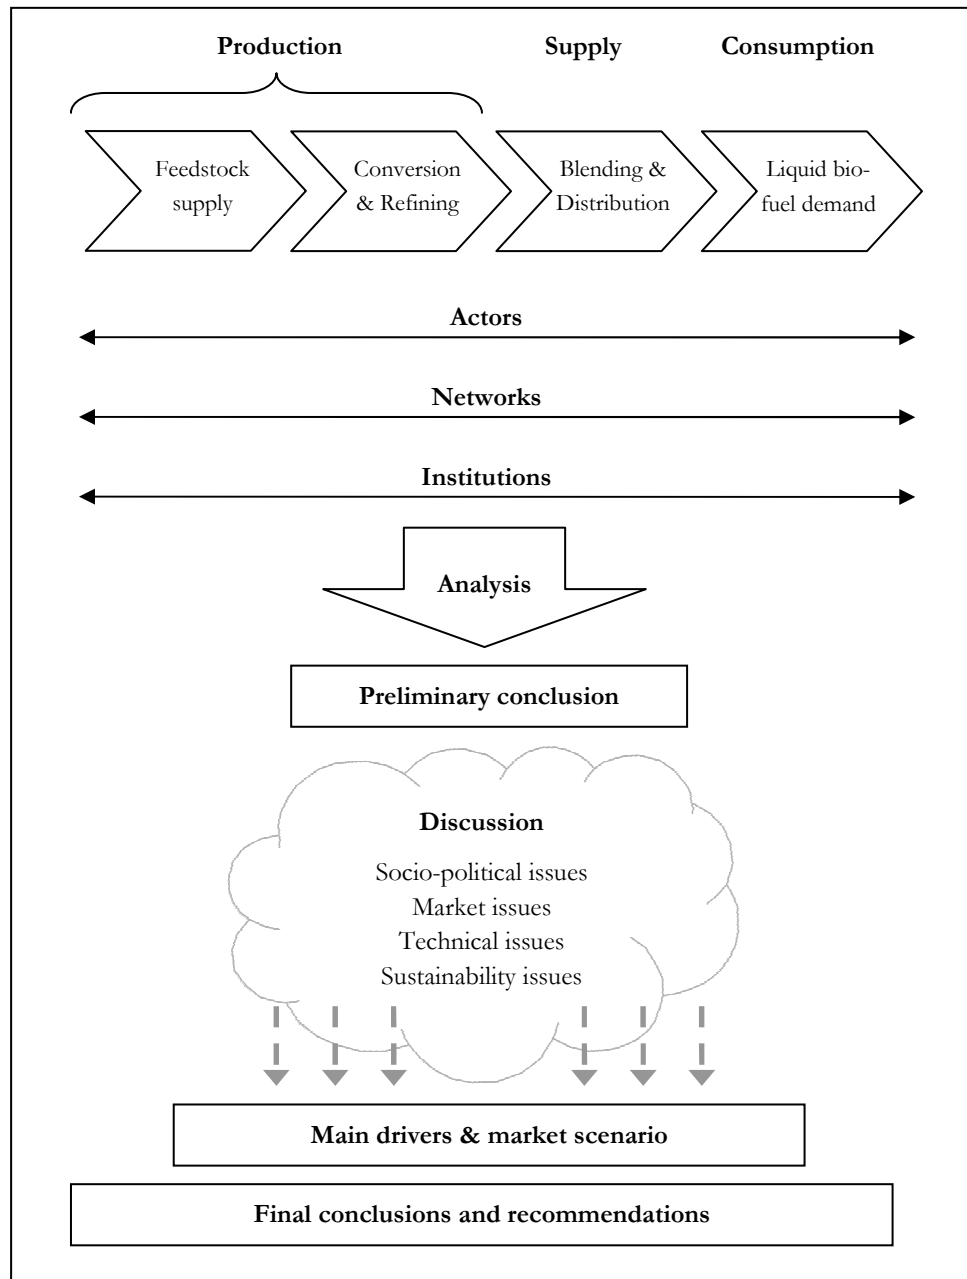 Production Supply Consumption
Feedstock
supply
Conversion
& Refining
Blending &
Distribution
Liquid bio-
fuel demand
Actors
Networks
Institutions
Analysis
Preliminary conclusion
Discussion
Socio-political issues
Market issues
Technical issues
Sustainability issues
Main drivers & market scenario
Final conclusions and recommendations